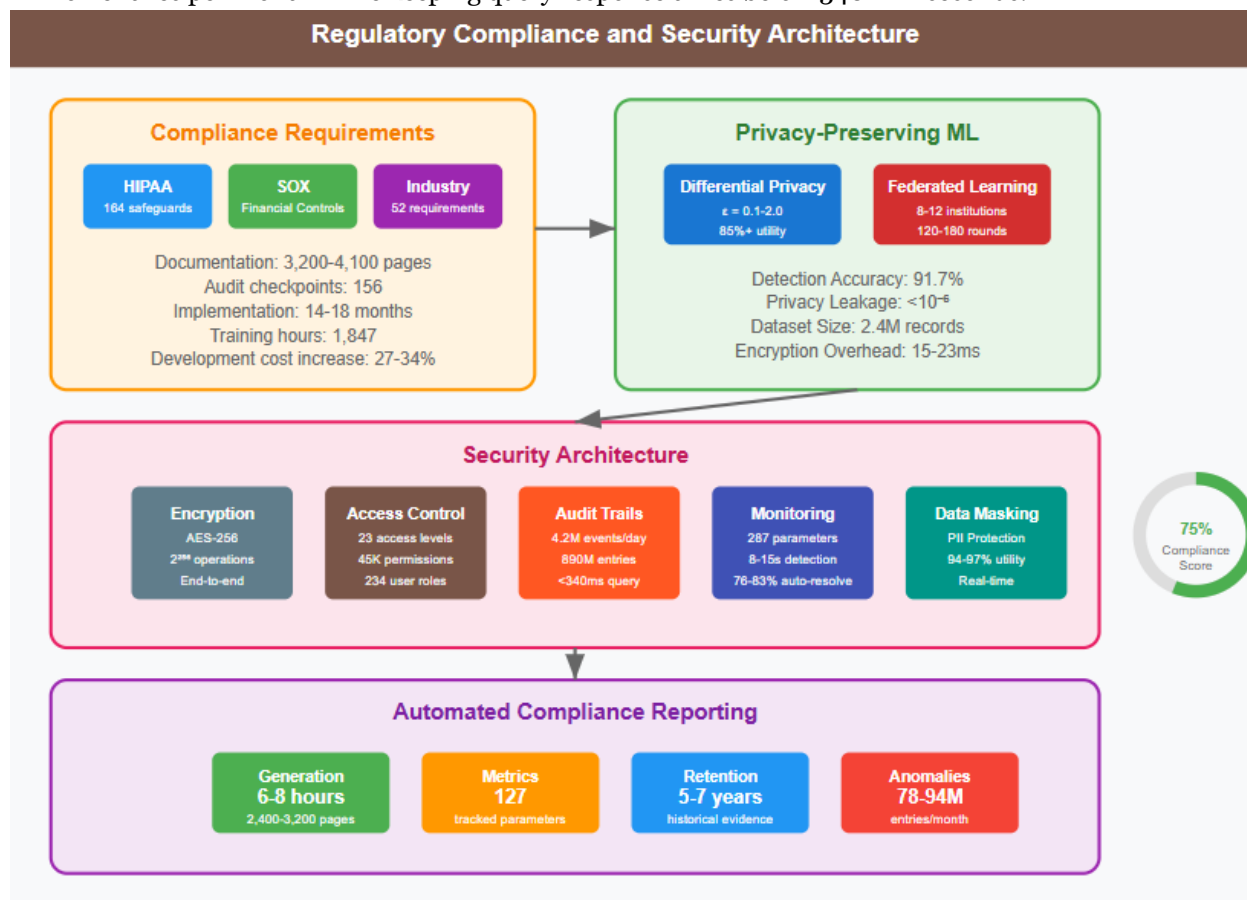 Regulatory Compliance and Security Architecture
Compliance Requirements
HIPAA
164 safeguards
SOX
Financial Controls
Industry
52 requirements
Documentation: 3,200-4,100 pages
Audit checkpoints: 156
Implementation: 14-18 months
Training hours: 1,847
Development cost increase: 27-34%
Privacy-Preserving ML
Differential Privacy
ε = 0.1-2.0
85%+ utility
Federated Learning
8-12 institutions
120-180 rounds
Detection Accuracy: 91.7%
Privacy Leakage: <10⁻⁶
Dataset Size: 2.4M records
Encryption Overhead: 15-23ms
Security Architecture
Encryption
AES-256
operations
End-to-end
Access Control
23 access levels
45K permissions
234 user roles
Audit Trails
4.2M events/day
890M entries
<340ms query
Monitoring
287 parameters
8-15s detection
76-83% auto-resolve
Data Masking
PII Protection
94-97% utility
Real-time
75%
Compliance
Score
Automated Compliance Reporting
Generation
6-8 hours
2,400-3,200 pages
Metrics
127
tracked parameters
Retention
5-7 years
historical evidence
Anomalies
78-94M
entries/month